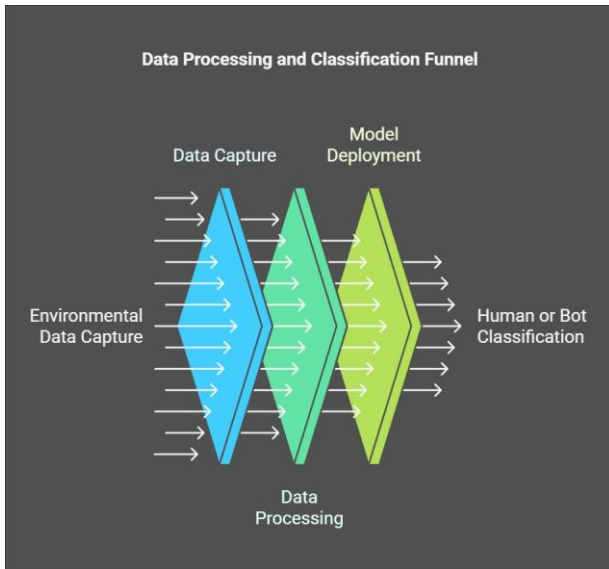 Data Processing and Classification Funnel
Model
Deployment
Data Capture
Environmental
Data Capture
Human or Bot
Classification
Data
Processing